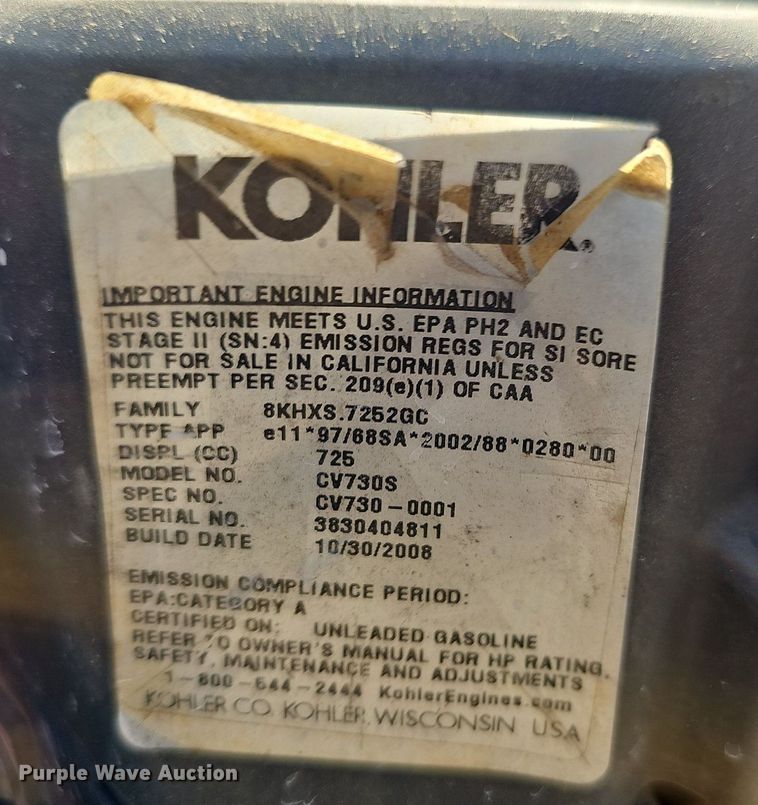 KOHLER.
IMPORTANT ENGINE INFORMATION
THIS ENGINE MEETS U.S. EPA PH2 AND EC
STAGE II (SN:4) EMISSION REGS FOR SI SORE
NOT FOR SALE IN CALIFORNIA UNLESS
PREEMPT PER SEC. 209(e)(1) OF CAA
FAMILY 8KHXS.7252GC
TYPE APP e11*97/68SA*2002/88*0280*00
DISPL (CC) 725
MODEL NO. CV730S
SPEC NO. CV730-0001
SERIAL NO. 3830404811
BUILD DATE 10/30/2008
EMISSION COMPLIANCE PERIOD:
EPA:CATEGORY A
CERTIFIED ON: UNLEADED GASOLINE
REFER TO OWNER'S MANUAL FOR HP RATING,
SAFETY, MAINTENANCE AND ADJUSTMENTS
1-800-544-2444 KohlerEngines.com
KOHLER CO. KOHLER, WISCONSIN USA
Purple Wave Auction